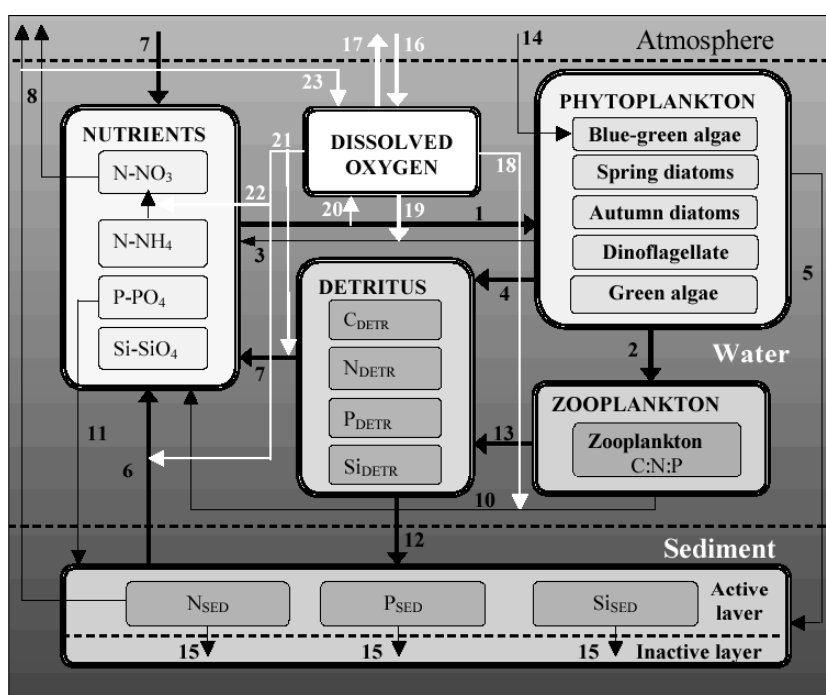 7
17
16
14
Atmosphere
8
23
NUTRIENTS
N-NO3
N-NH4
P-PO4
Si-SiO4
21
22
DISSOLVED
OXYGEN
18
20
19
1
3
PHYTOPLANKTON
Blue-green algae
Spring diatoms
Autumn diatoms
Dinoflagellate
Green algae
5
4
DETRITUS
CDETR
NDETR
PDETR
SiDETR
7
2
Water
ZOOPLANKTON
Zooplankton
C:N:P
13
11
6
10
12
Sediment
NSED
PSED
SiSED
Active
laver
15
15
15
Inactive layer